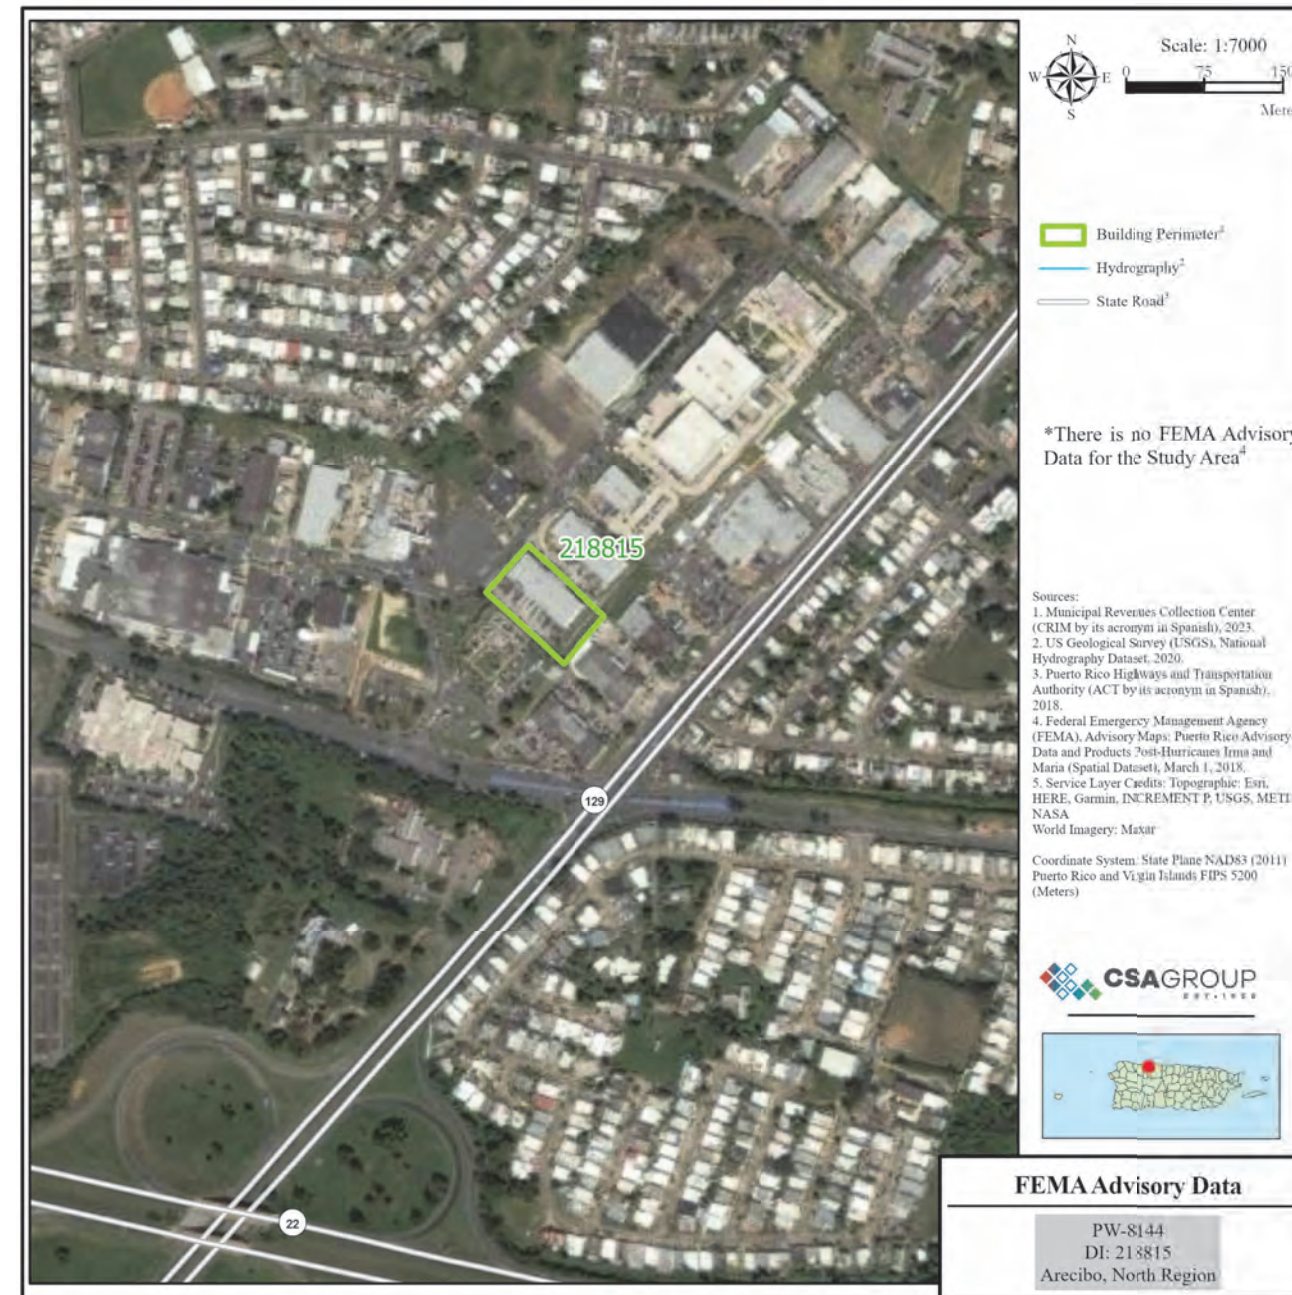 N
W
E
S
Scale: 1:7000
0 75 150
Building Perimeter²
Hydrography²
State Road³
*There is no FEMA Advisory
Data for the Study Area⁴
218815
129
22
Sources:
1. Municipal Revenues Collection Center
(CRIM by its acronym in Spanish), 2023.
2. US Geological Survey (USGS), National
Hydrography Dataset, 2020.
3. Puerto Rico Highways and Transportation
Authority (ACT by its acronym in Spanish),
2018.
4. Federal Emergency Management Agency
(FEMA), Advisory Maps: Puerto Rico Advisory
Data and Products Post-Hurricanes Irma and
Maria (Spatial Dataset), March 1, 2018.
5. Service Layer Credits: Topographic: Esri,
HERE, Garmin, INCREMENT P, USGS, METI
NASA
World Imagery: Maxar
Coordinate System: State Plane NAD83 (2011)
Puerto Rico and Virgin Islands FIPS 5200
(Meters)
CSAGROUP
EST.1956
FEMA Advisory Data
PW-8144
DI: 218815
Arecibo, North Region